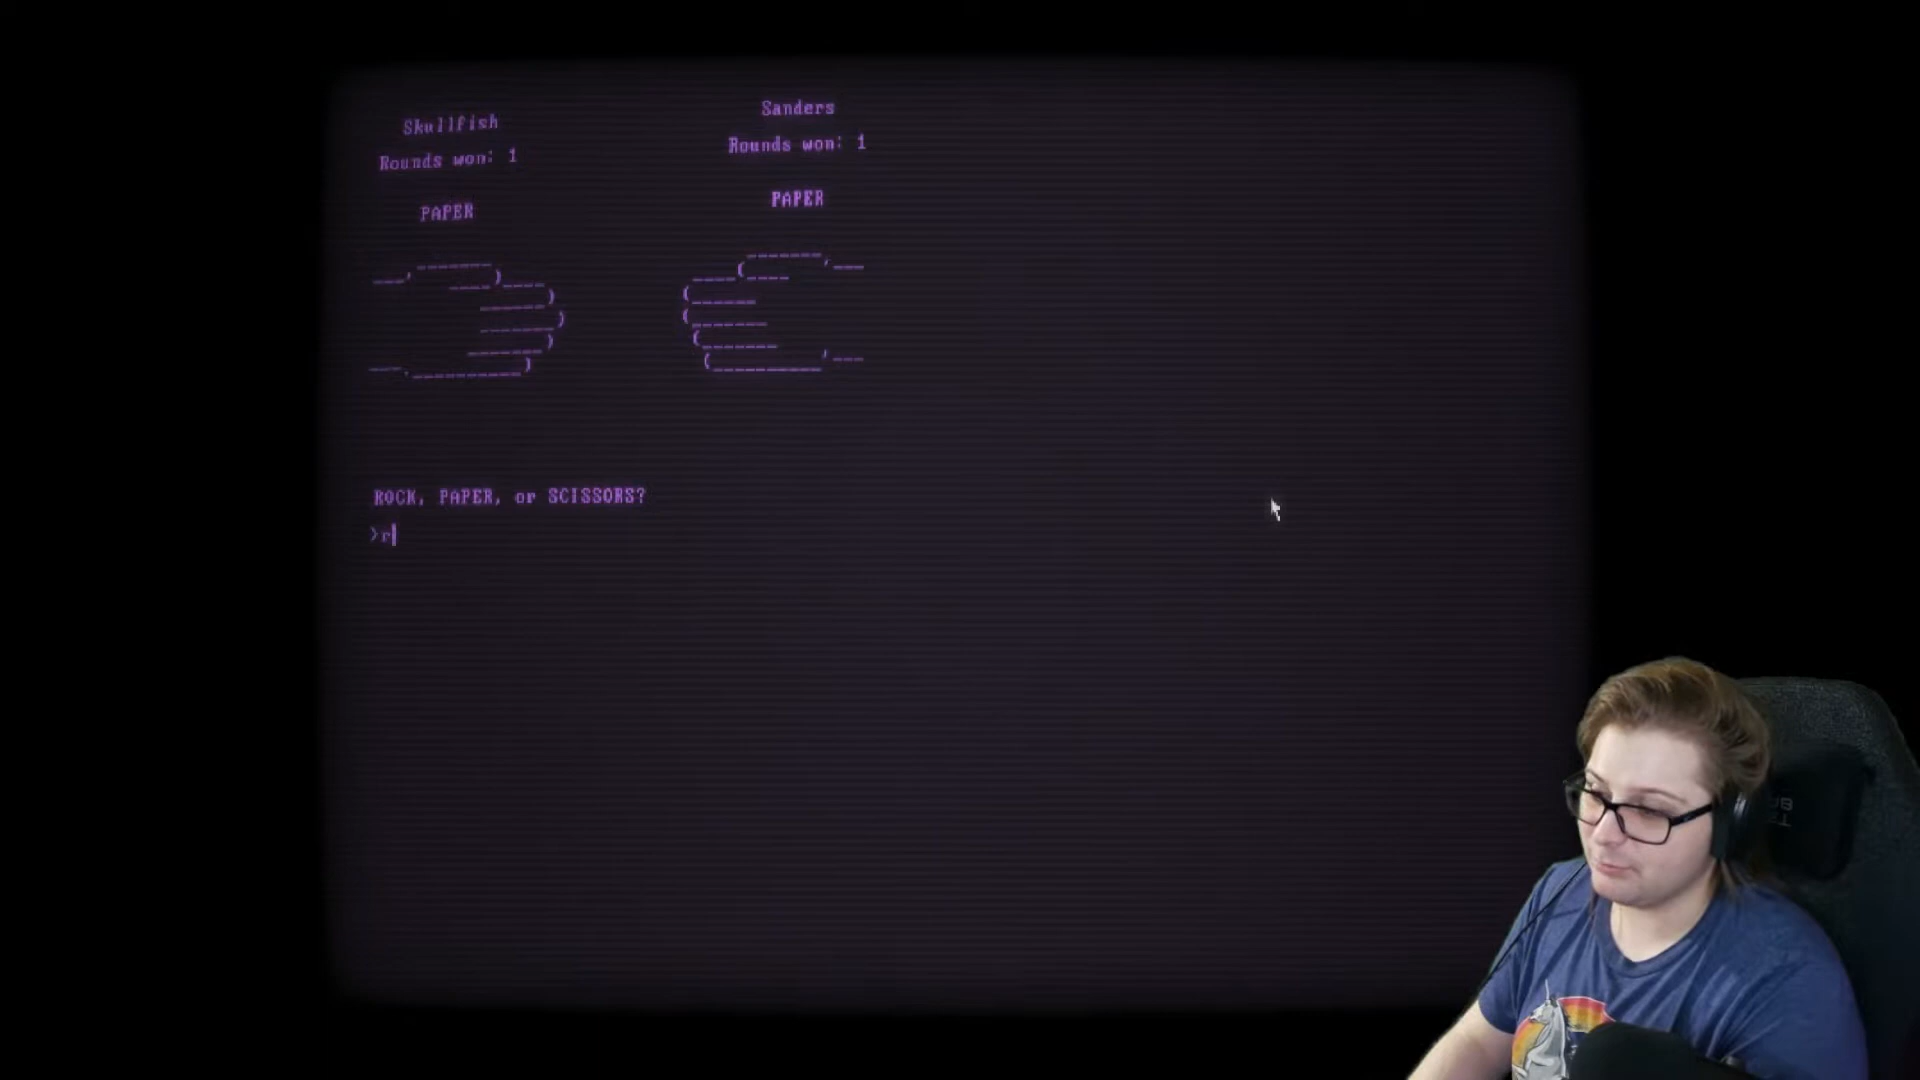 Skullfish
Rounds won: 1
PAPER
Sanders
Rounds won: 1
PAPER
ROCK, PAPER, or SCISSORS?
>r